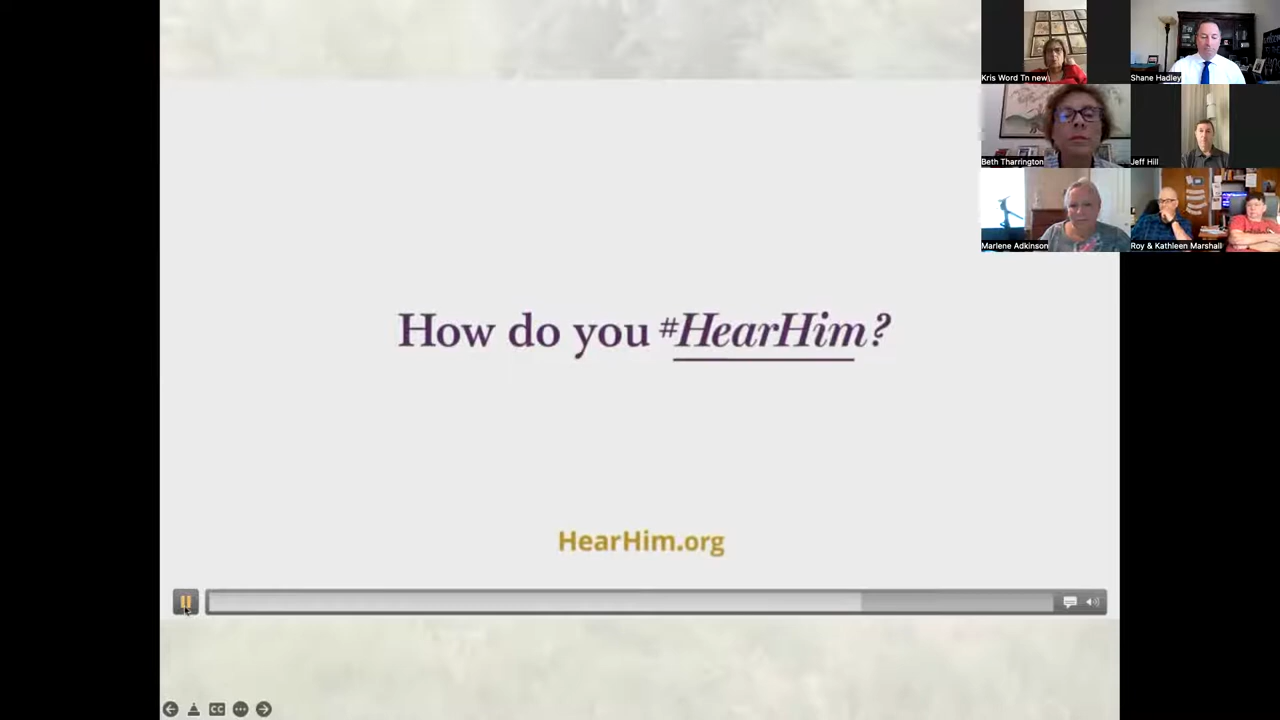 Kris Word Tn new
Shane Hadley
Beth Tharrington
Jeff Hill
Marlene Adkinson
Roy & Kathleen Marshall
How do you #HearHim?
HearHim.org
CC